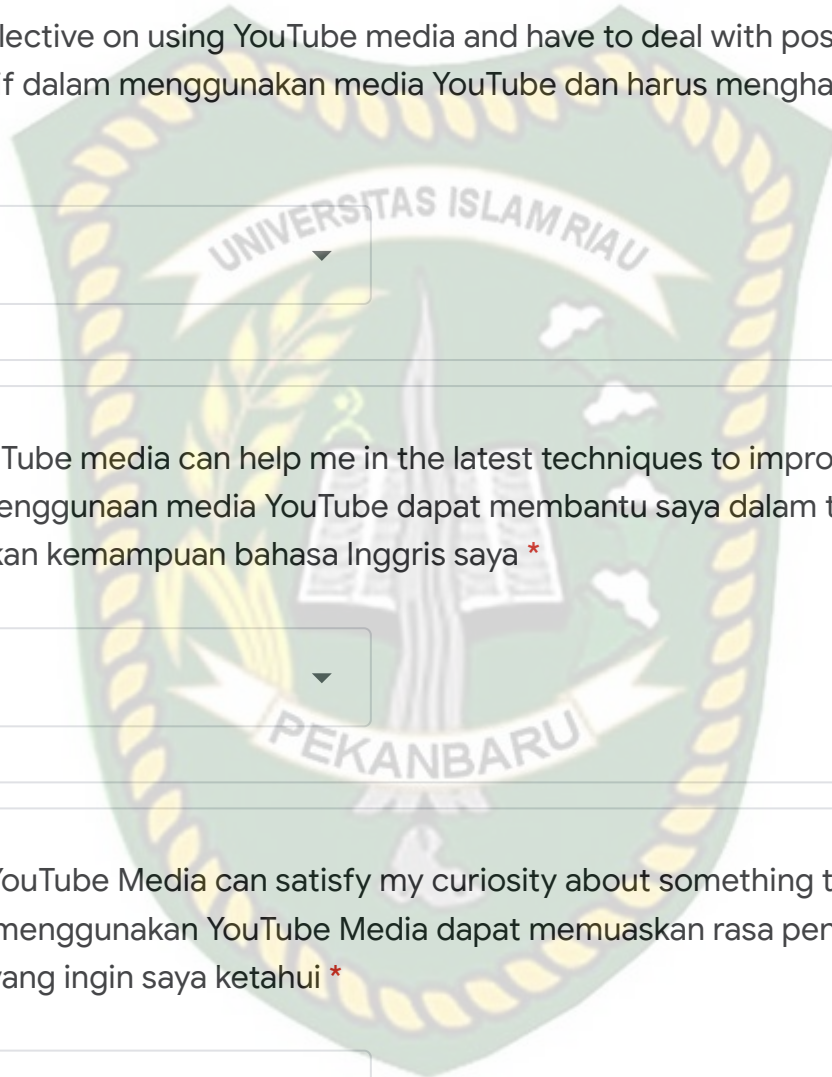 lective on using YouTube media and have to deal with pos
if dalam menggunakan media YouTube dan harus mengha
UNIVERSITAS ISLAM RIAU
Tube media can help me in the latest techniques to impro
enggunaan media YouTube dapat membantu saya dalam t
kan kemampuan bahasa Inggris saya *
PEKANBARU
YouTube Media can satisfy my curiosity about something t
menggunakan YouTube Media dapat memuaskan rasa pen
yang ingin saya ketahui *